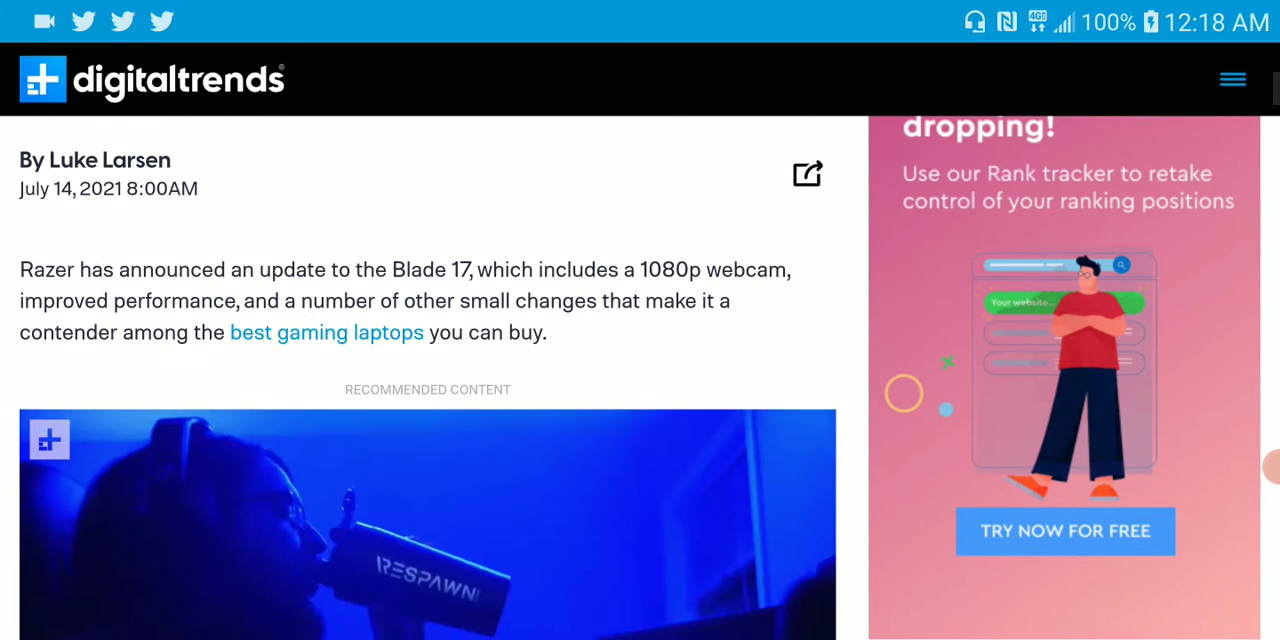 4GB 100% 12:18 AM
digitaltrends
By Luke Larsen
July 14, 2021 8:00AM
Razer has announced an update to the Blade 17, which includes a 1080p webcam,
improved performance, and a number of other small changes that make it a
contender among the best gaming laptops you can buy.
RECOMMENDED CONTENT
RESPAWN
dropping!
Use our Rank tracker to retake
control of your ranking positions
Your website...
TRY NOW FOR FREE